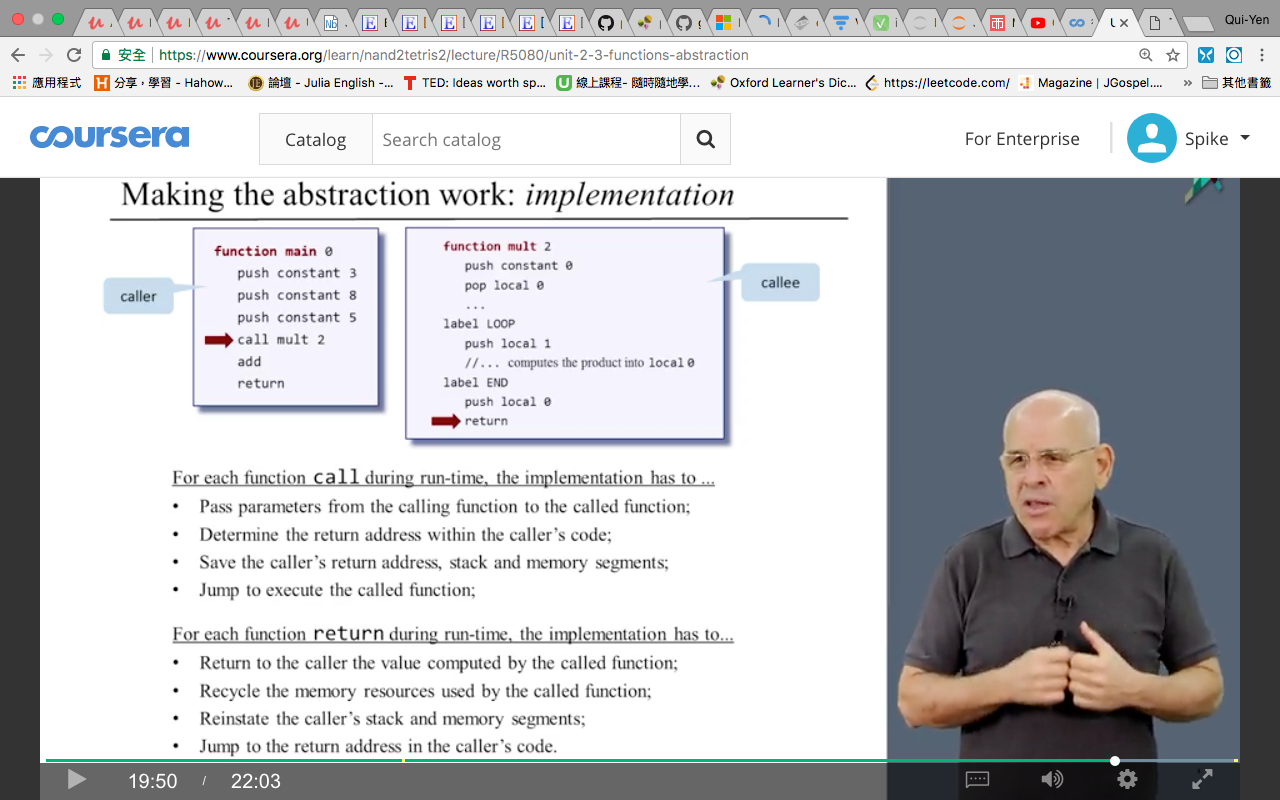 Qui-Yen
安全 | https://www.coursera.org/learn/nand2tetris2/lecture/R5080/unit-2-3-functions-abstraction
應用程式 分享，學習 - Hahow... 論壇 - Julia English -... TED: Ideas worth sp... 線上課程- 隨時隨地學... Oxford Learner's Dic... https://leetcode.com/ Magazine | JGospel.... » 其他書籤
coursera Catalog Search catalog For Enterprise Spike
Making the abstraction work: implementation
caller
function main 0
push constant 3
push constant 8
push constant 5
call mult 2
add
return
function mult 2
push constant 0
pop local 0
...
label LOOP
push local 1
//... computes the product into local 0
label END
push local 0
return
callee
For each function call during run-time, the implementation has to ...
• Pass parameters from the calling function to the called function;
• Determine the return address within the caller's code;
• Save the caller's return address, stack and memory segments;
• Jump to execute the called function;
For each function return during run-time, the implementation has to...
• Return to the caller the value computed by the called function;
• Recycle the memory resources used by the called function;
• Reinstate the caller's stack and memory segments;
• Jump to the return address in the caller's code.
19:50 / 22:03